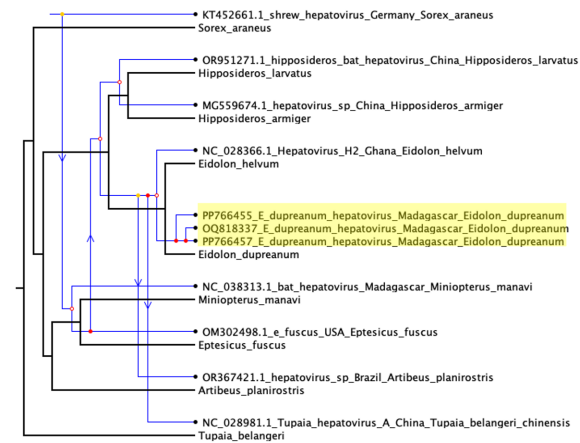 KT452661.1_shrew_hepatovirus_Germany_Sorex_araneus
Sorex_araneus
OR951271.1_hipposideros_bat_hepatovirus_China_Hipposideros_larvatus
Hipposideros_larvatus
MG559674.1_hepatovirus_sp_China_Hipposideros_armiger
Hipposideros_armiger
NC_028366.1_Hepatovirus_H2_Ghana_Eidolon_helvum
Eidolon_helvum
PP766455_E_dupreanum_hepatovirus_Madagascar_Eidolon_dupreanum
OQ818337_E_dupreanum_hepatovirus_Madagascar_Eidolon_dupreanum
PP766457_E_dupreanum_hepatovirus_Madagascar_Eidolon_dupreanum
Eidolon_dupreanum
NC_038313.1_bat_hepatovirus_Madagascar_Miniopterus_manavi
Miniopterus_manavi
OM302498.1_e_fuscus_USA_Eptesicus_fuscus
Eptesicus_fuscus
OR367421.1_hepatovirus_sp_Brazil_Artibeus_planirostris
Artibeus_planirostris
NC_028981.1_Tupaia_hepatovirus_A_China_Tupaia_belangeri_chinensis
Tupaia_belangeri